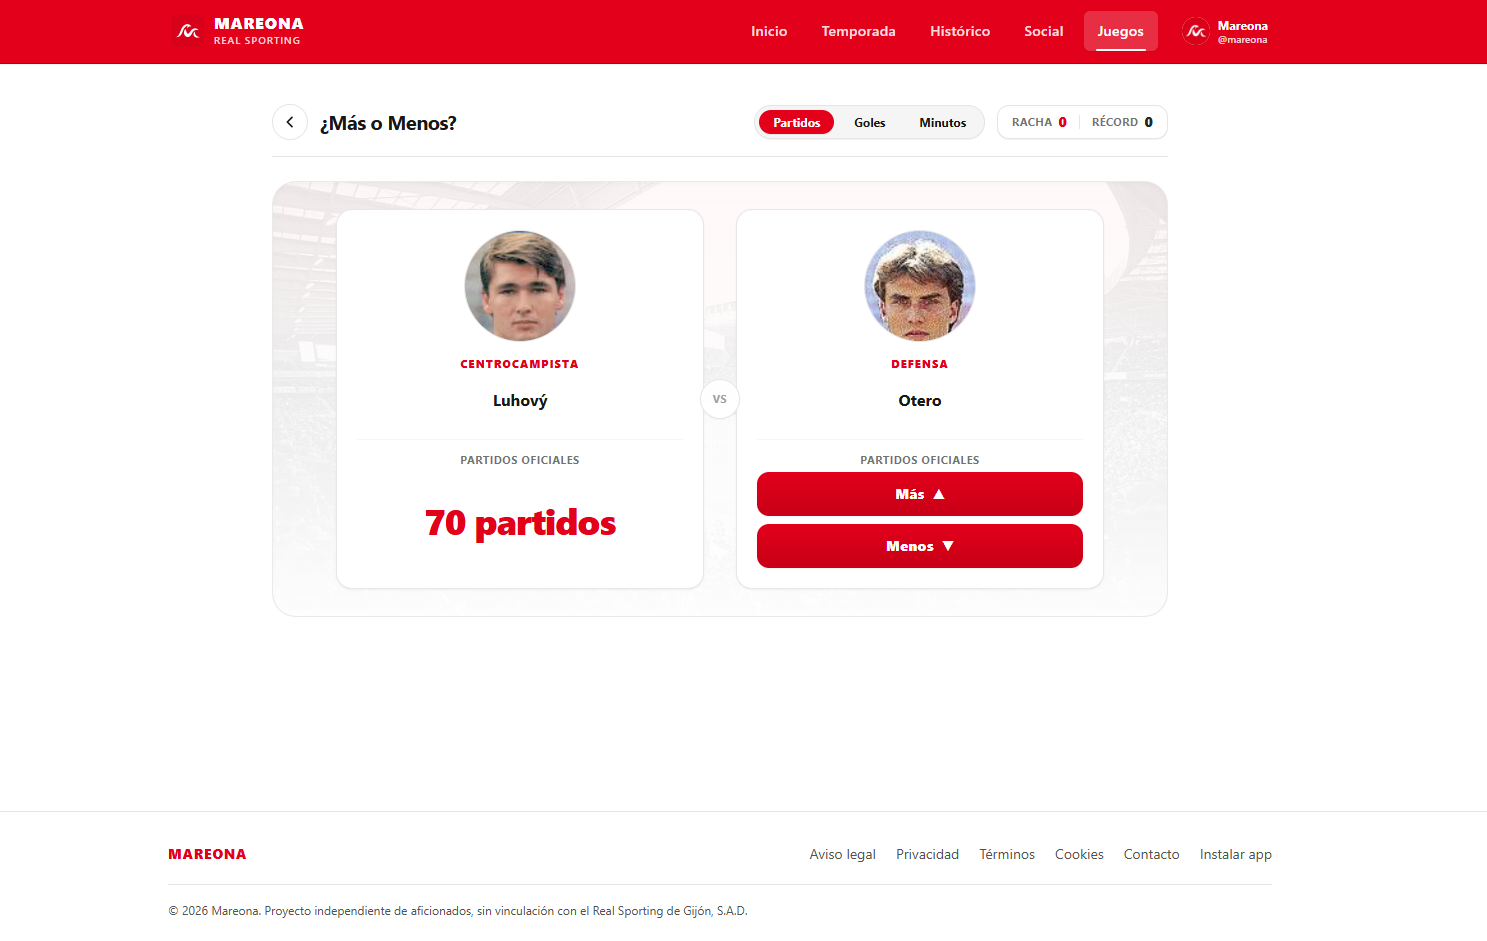 MAREONA
REAL SPORTING
Inicio
Temporada
Histórico
Social
Juegos
Mareona
@mareona
¿Más o Menos?
Partidos
Goles
Minutos
RACHA 0
RÉCORD 0
CENTROCAMPISTA
Luhový
PARTIDOS OFICIALES
70 partidos
VS
DEFENSA
Otero
PARTIDOS OFICIALES
Más ▲
Menos ▼
MAREONA
Aviso legal
Privacidad
Términos
Cookies
Contacto
Instalar app
© 2026 Mareona. Proyecto independiente de aficionados, sin vinculación con el Real Sporting de Gijón, S.A.D.